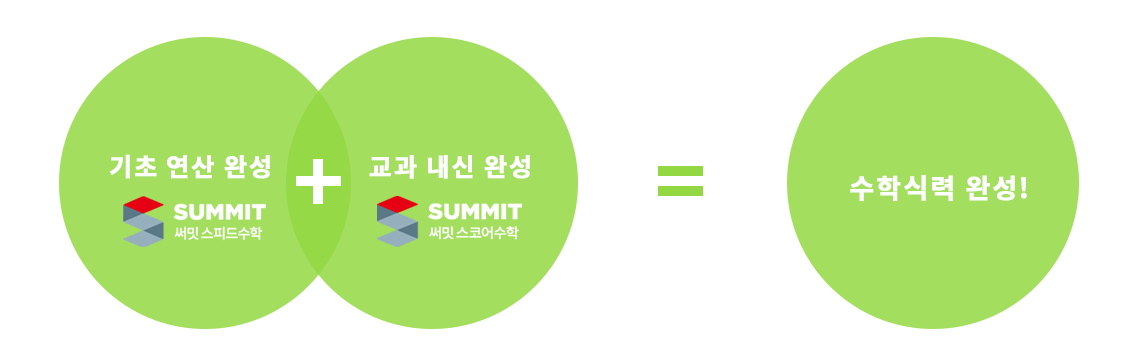 기초 연산 완성
SUMMIT
써밋 스피드수학
+
교과 내신 완성
SUMMIT
써밋 스코어수학
=
수학식력 완성!